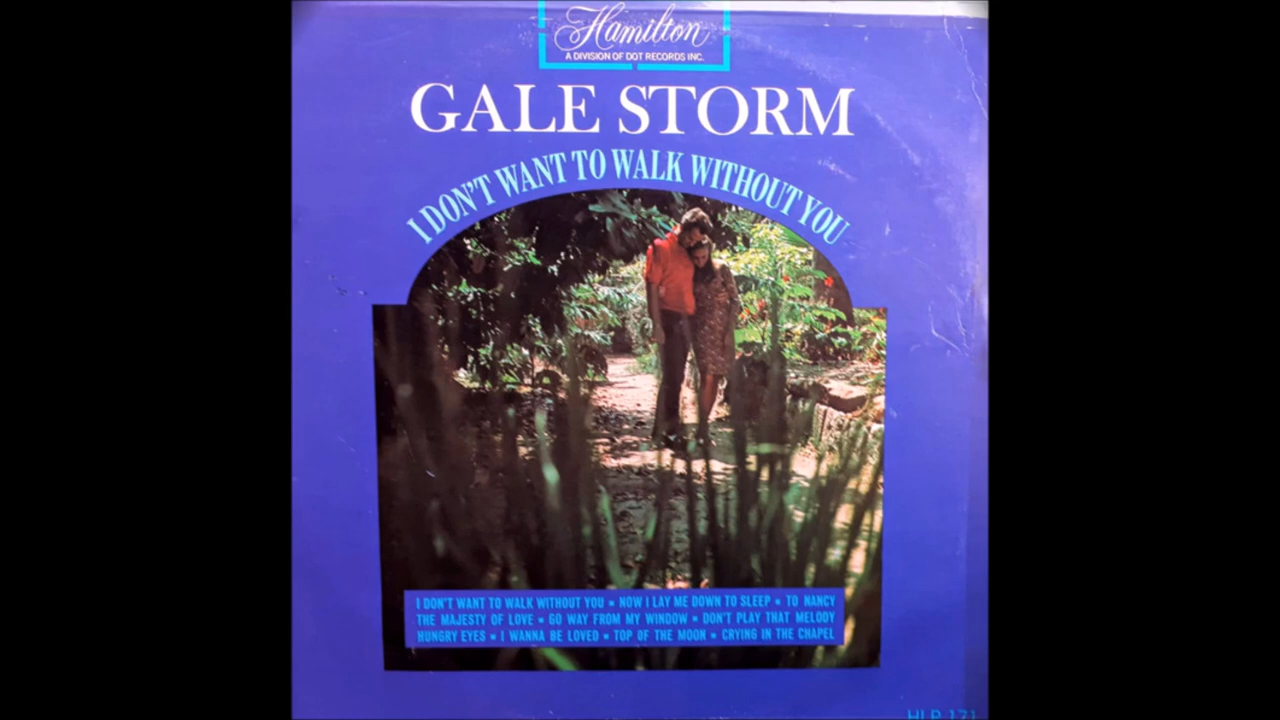 Hamilton
A DIVISION OF DOT RECORDS INC.
GALE STORM
I DON'T WANT TO WALK WITHOUT YOU
I DON'T WANT TO WALK WITHOUT YOU ▪ NOW I LAY ME DOWN TO SLEEP ▪ TO NANCY
THE MAJESTY OF LOVE ▪ GO WAY FROM MY WINDOW ▪ DON'T PLAY THAT MELODY
HUNGRY EYES ▪ I WANNA BE LOVED ▪ TOP OF THE MOON ▪ CRYING IN THE CHAPEL
HLP 171